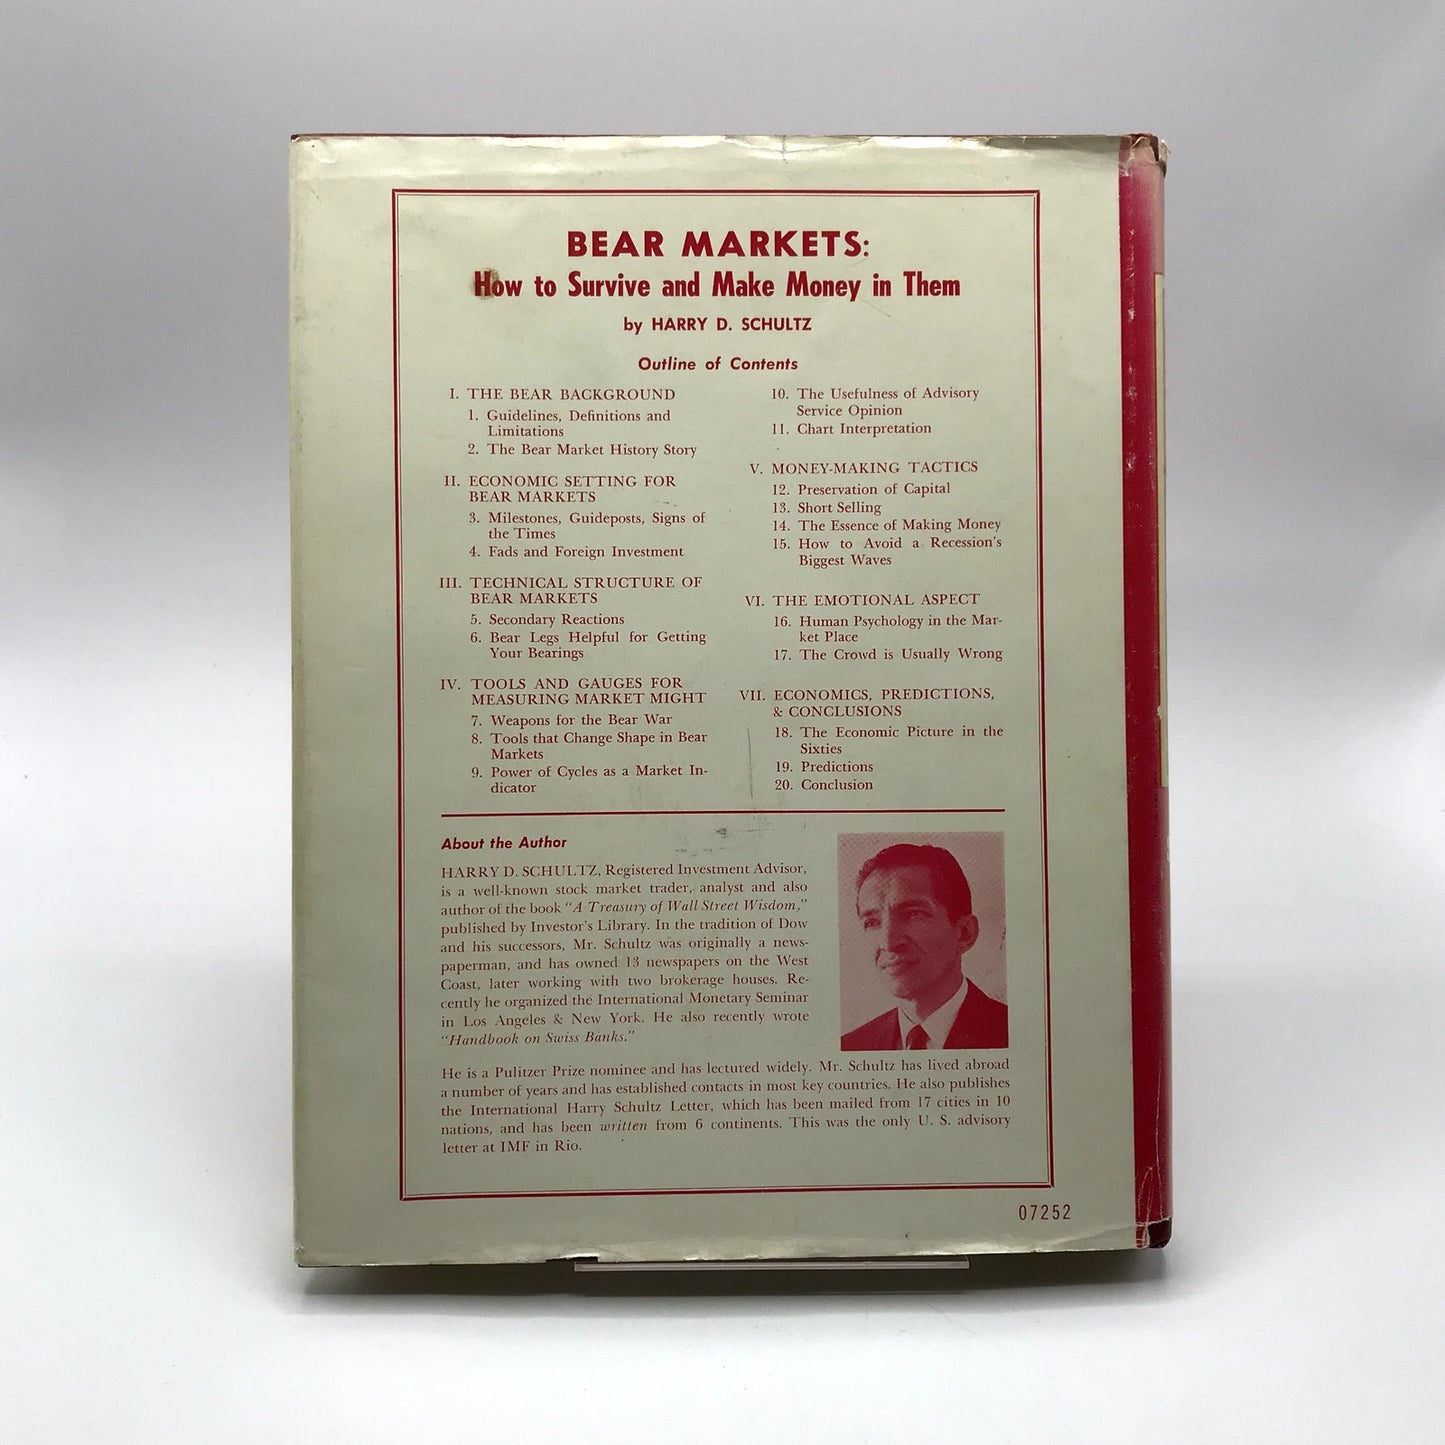 BEAR MARKETS:
How to Survive and Make Money in Them
by HARRY D. SCHULTZ
Outline of Contents
I. THE BEAR BACKGROUND
1. Guidelines, Definitions and
Limitations
2. The Bear Market History Story
II. ECONOMIC SETTING FOR
BEAR MARKETS
3. Milestones, Guideposts, Signs of
the Times
4. Fads and Foreign Investment
III. TECHNICAL STRUCTURE OF
BEAR MARKETS
5. Secondary Reactions
6. Bear Legs Helpful for Getting
Your Bearings
IV. TOOLS AND GAUGES FOR
MEASURING MARKET MIGHT
7. Weapons for the Bear War
8. Tools that Change Shape in Bear
Markets
9. Power of Cycles as a Market In-
dicator
10. The Usefulness of Advisory
Service Opinion
11. Chart Interpretation
V. MONEY-MAKING TACTICS
12. Preservation of Capital
13. Short Selling
14. The Essence of Making Money
15. How to Avoid a Recession's
Biggest Waves
VI. THE EMOTIONAL ASPECT
16. Human Psychology in the Mar-
ket Place
17. The Crowd is Usually Wrong
VII. ECONOMICS, PREDICTIONS,
& CONCLUSIONS
18. The Economic Picture in the
Sixties
19. Predictions
20. Conclusion
About the Author
HARRY D. SCHULTZ, Registered Investment Advisor,
is a well-known stock market trader, analyst and also
author of the book "A Treasury of Wall Street Wisdom,"
published by Investor's Library. In the tradition of Dow
and his successors, Mr. Schultz was originally a news-
paperman, and has owned 13 newspapers on the West
Coast, later working with two brokerage houses. Re-
cently he organized the International Monetary Seminar
in Los Angeles & New York. He also recently wrote
"Handbook on Swiss Banks."
He is a Pulitzer Prize nominee and has lectured widely. Mr. Schultz has lived abroad
a number of years and has established contacts in most key countries. He also publishes
the International Harry Schultz Letter, which has been mailed from 17 cities in 10
nations, and has been written from 6 continents. This was the only U. S. advisory
letter at IMF in Rio.
07252